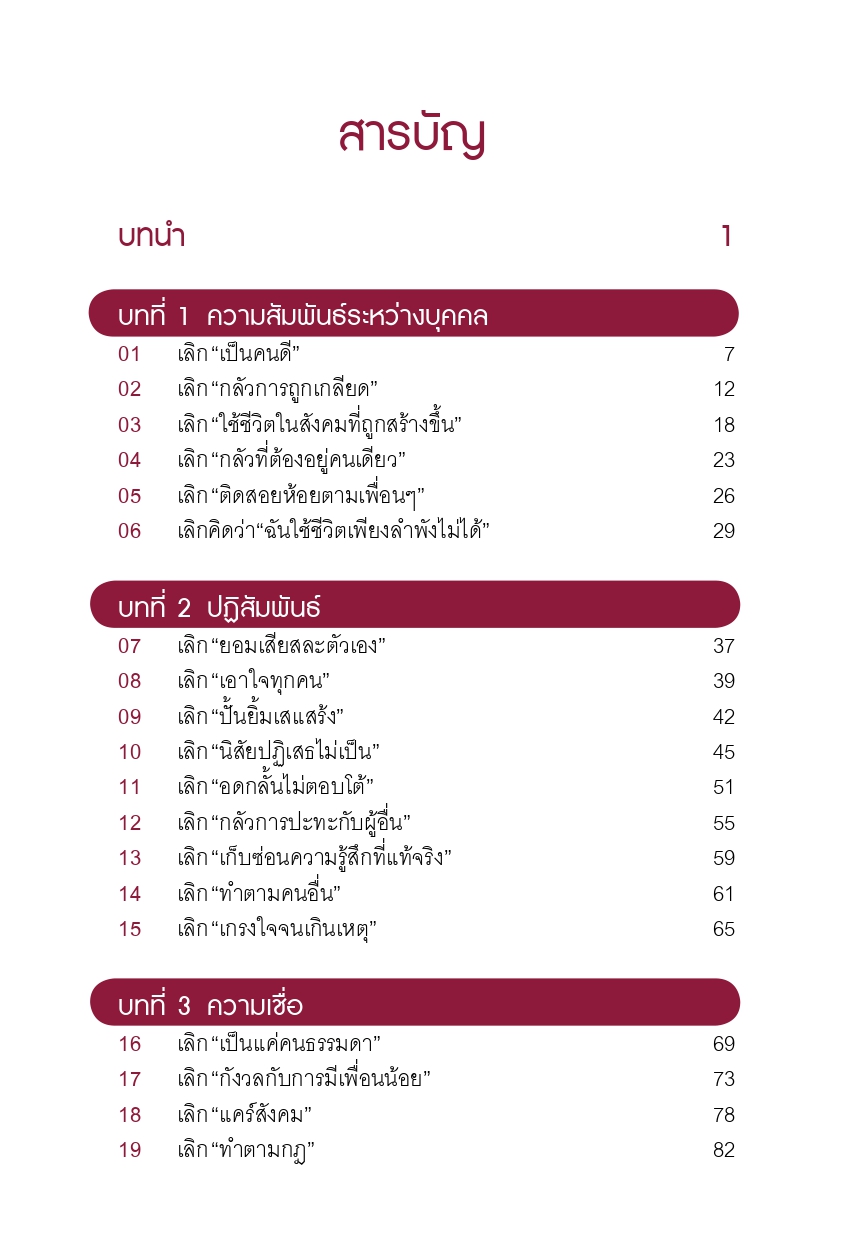 สารบัญ
บทนำ 1
บทที่ 1 ความสัมพันธ์ระหว่างบุคคล
01 เลิก “เป็นคนดี” 7
02 เลิก “กลัวการถูกเกลียด” 12
03 เลิก “ใช้ชีวิตในสังคมที่ถูกสร้างขึ้น” 18
04 เลิก “กลัวที่ต้องอยู่คนเดียว” 23
05 เลิก “ติดสอยห้อยตามเพื่อนๆ” 26
06 เลิกคิดว่า “ฉันใช้ชีวิตเพียงลำพังไม่ได้” 29
บทที่ 2 ปฏิสัมพันธ์
07 เลิก “ยอมเสียสละตัวเอง” 37
08 เลิก “เอาใจทุกคน” 39
09 เลิก “ปั้นยิ้มเสแสร้ง” 42
10 เลิก “นิสัยปฏิเสธไม่เป็น” 45
11 เลิก “อดกลั้นไม่ตอบโต้” 51
12 เลิก “กลัวการปะทะกับผู้อื่น” 55
13 เลิก “เก็บซ่อนความรู้สึกที่แท้จริง” 59
14 เลิก “ทำตามคนอื่น” 61
15 เลิก “เกรงใจจนเกินเหตุ” 65
บทที่ 3 ความเชื่อ
16 เลิก “เป็นแค่คนธรรมดา” 69
17 เลิก “กังวลกับการมีเพื่อนน้อย” 73
18 เลิก “แคร์สังคม” 78
19 เลิก “ทำตามกฎ” 82